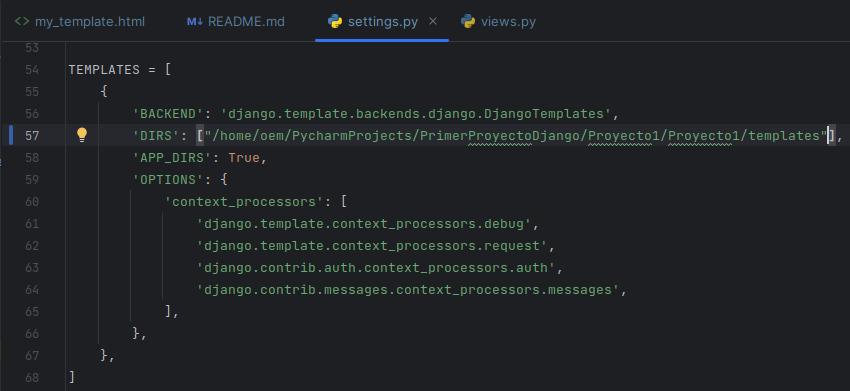 <> my_template.html M↓ README.md settings.py × views.py
53
54 TEMPLATES = [
55 {
56 'BACKEND': 'django.template.backends.django.DjangoTemplates',
57 'DIRS': ["/home/oem/PycharmProjects/PrimerProyectoDjango/Proyecto1/Proyecto1/templates"],
58 'APP_DIRS': True,
59 'OPTIONS': {
60 'context_processors': [
61 'django.template.context_processors.debug',
62 'django.template.context_processors.request',
63 'django.contrib.auth.context_processors.auth',
64 'django.contrib.messages.context_processors.messages',
65 ],
66 },
67 },
68 ]